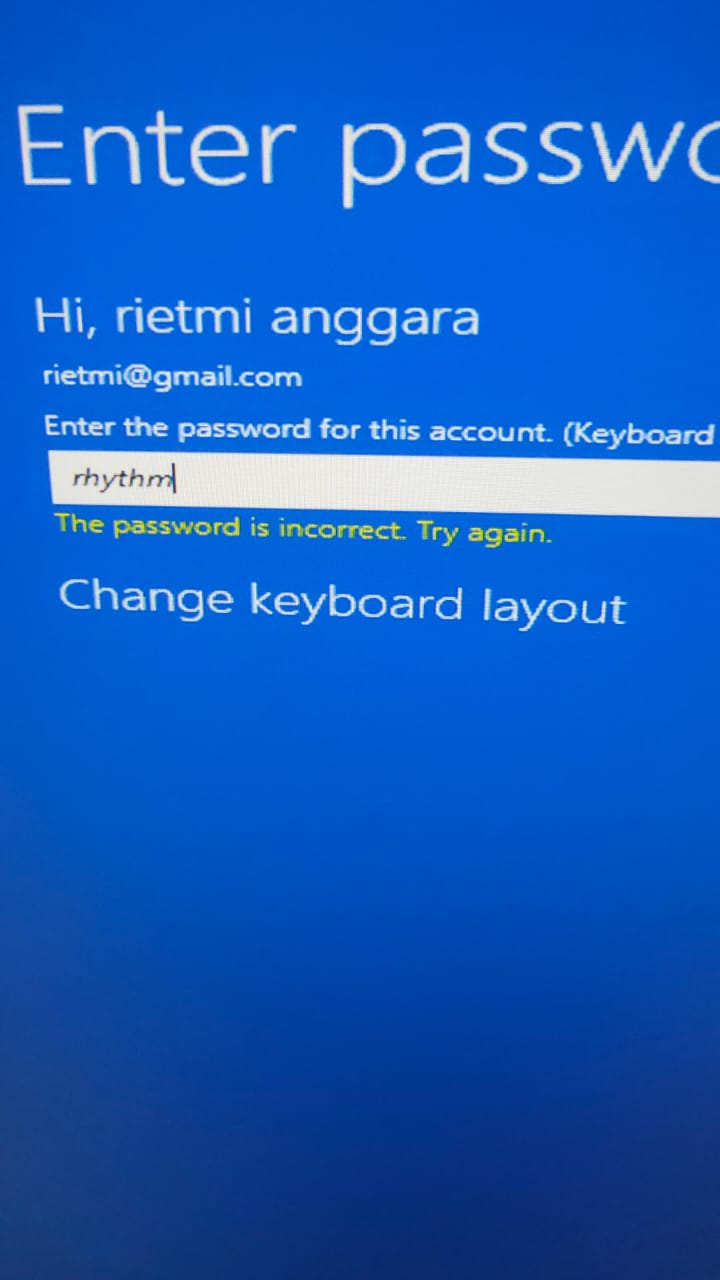 Enter passwo
Hi, rietmi anggara
rietmi@gmail.com
Enter the password for this account. (Keyboard
rhythm
The password is incorrect. Try again.
Change keyboard layout